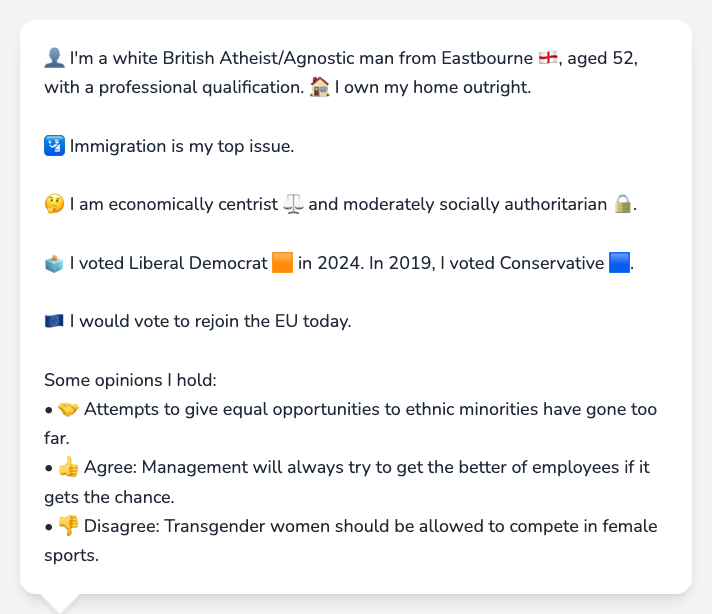 👤 I'm a white British Atheist/Agnostic man from Eastbourne 🏴󠁧󠁢󠁥󠁮󠁧󠁿, aged 52,
with a professional qualification. 🏠 I own my home outright.
🛂 Immigration is my top issue.
🤔 I am economically centrist ⚖️ and moderately socially authoritarian 🔒.
🗳️ I voted Liberal Democrat 🟧 in 2024. In 2019, I voted Conservative 🟦.
🇪🇺 I would vote to rejoin the EU today.
Some opinions I hold:
• 🤝 Attempts to give equal opportunities to ethnic minorities have gone too
far.
• 👍 Agree: Management will always try to get the better of employees if it
gets the chance.
• 👎 Disagree: Transgender women should be allowed to compete in female
sports.